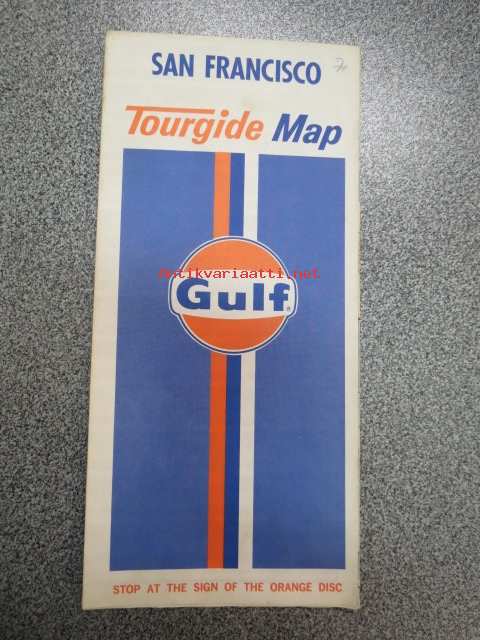 SAN FRANCISCO
Tourgide Map
antikvariaatti.net
Gulf®
STOP AT THE SIGN OF THE ORANGE DISC